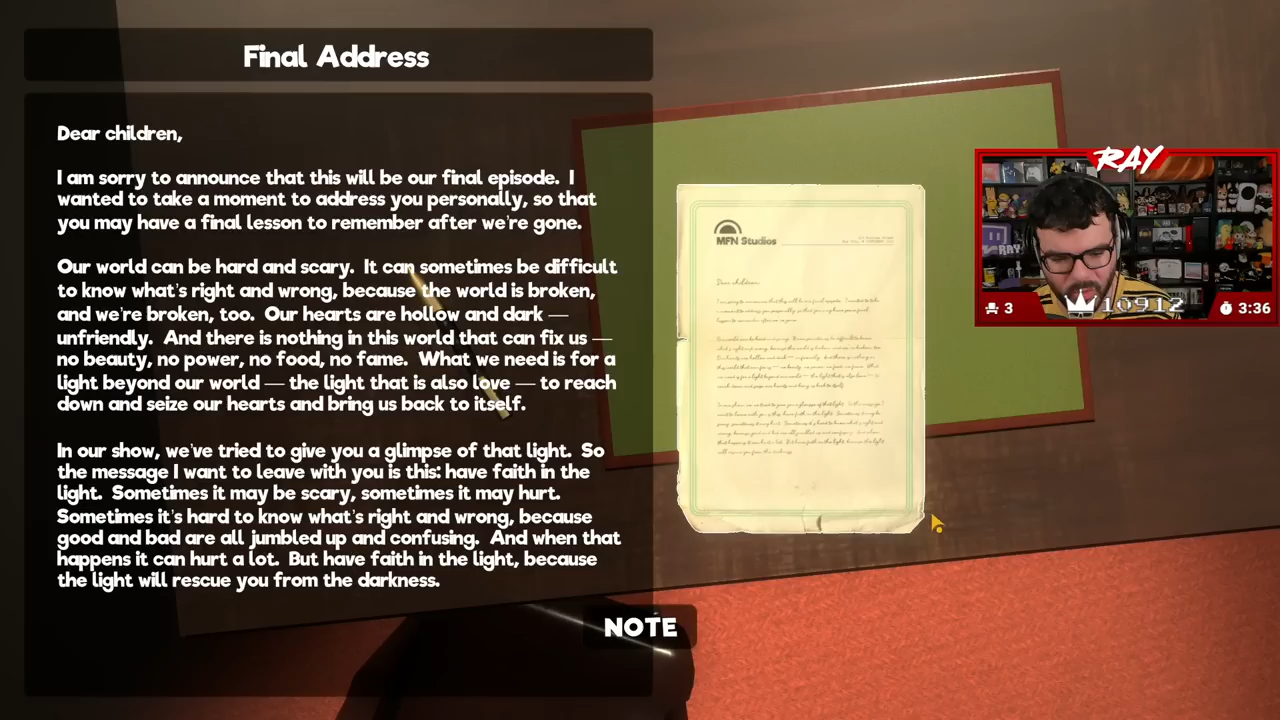 Final Address
Dear children,
I am sorry to announce that this will be our final episode. I
wanted to take a moment to address you personally, so that
you may have a final lesson to remember after we're gone.
Our world can be hard and scary. It can sometimes be difficult
to know what's right and wrong, because the world is broken,
and we're broken, too. Our hearts are hollow and dark —
unfriendly. And there is nothing in this world that can fix us —
no beauty, no power, no food, no fame. What we need is for a
light beyond our world — the light that is also love — to reach
down and seize our hearts and bring us back to itself.
In our show, we've tried to give you a glimpse of that light. So
the message I want to leave with you is this: have faith in the
light. Sometimes it may be scary, sometimes it may hurt.
Sometimes it's hard to know what's right and wrong, because
good and bad are all jumbled up and confusing. And when that
happens it can hurt a lot. But have faith in the light, because
the light will rescue you from the darkness.
NOTE
MFN Studios
Dear children,
RAY
3
10912
3:36